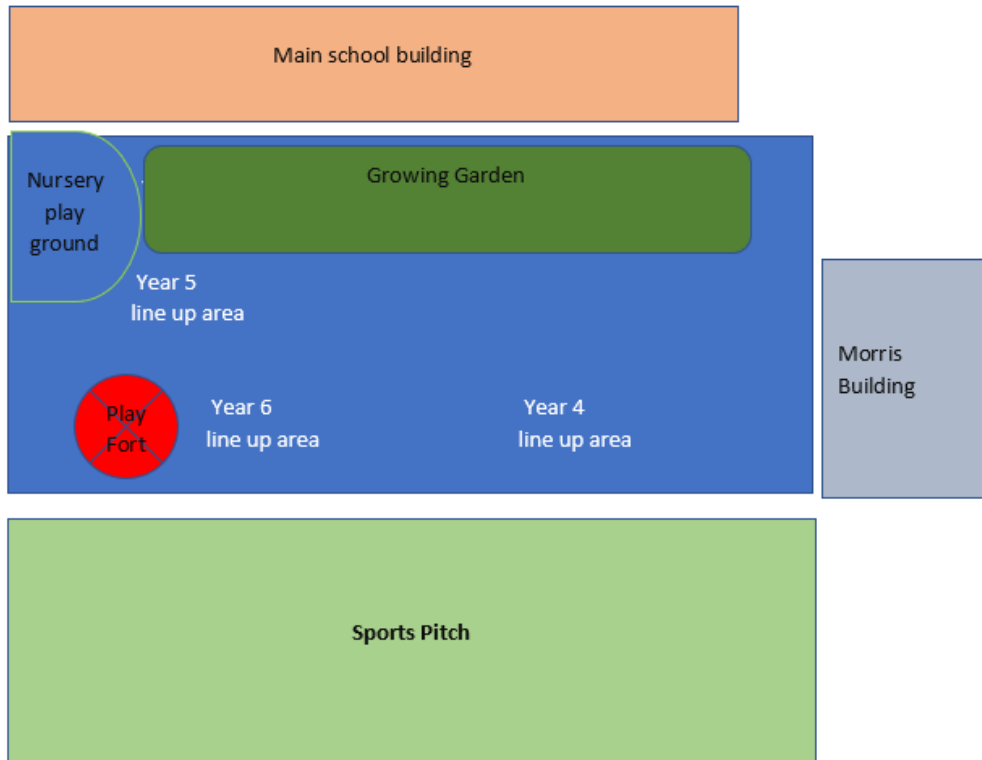 Main school building
Growing Garden
Nursery
play
ground
Year 5
line up area
Morris
Building
Play
Fort
Year 6
line up area
Year 4
line up area
Sports Pitch